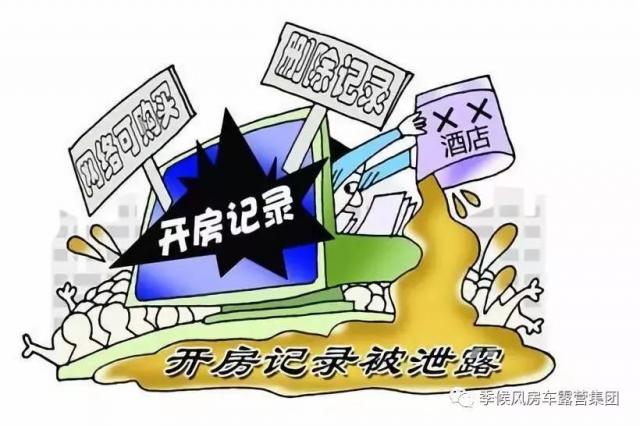 网络可购买
删除记录
××
酒店
开房记录
开房记录被泄露
季候风房车露营集团